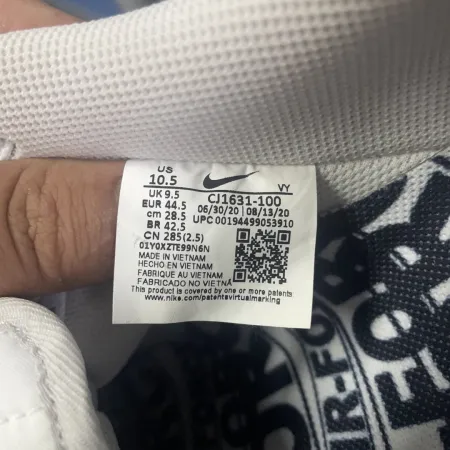 US
10.5
VY
UK 9.5
CJ1631-100
EUR 44.5
06/30/20 | 08/13/20
cm 28.5
UPC 00194499053910
BR 42.5
CN 285(2.5)
01Y0XZTE99N6N
MADE IN VIETNAM
HECHO EN VIETNAM
FABRIQUE AU VIETNAM
FABRICADO NO VIETNÃ
This product is covered by one or more patents
www.nike.com/patentsvirtualmarking